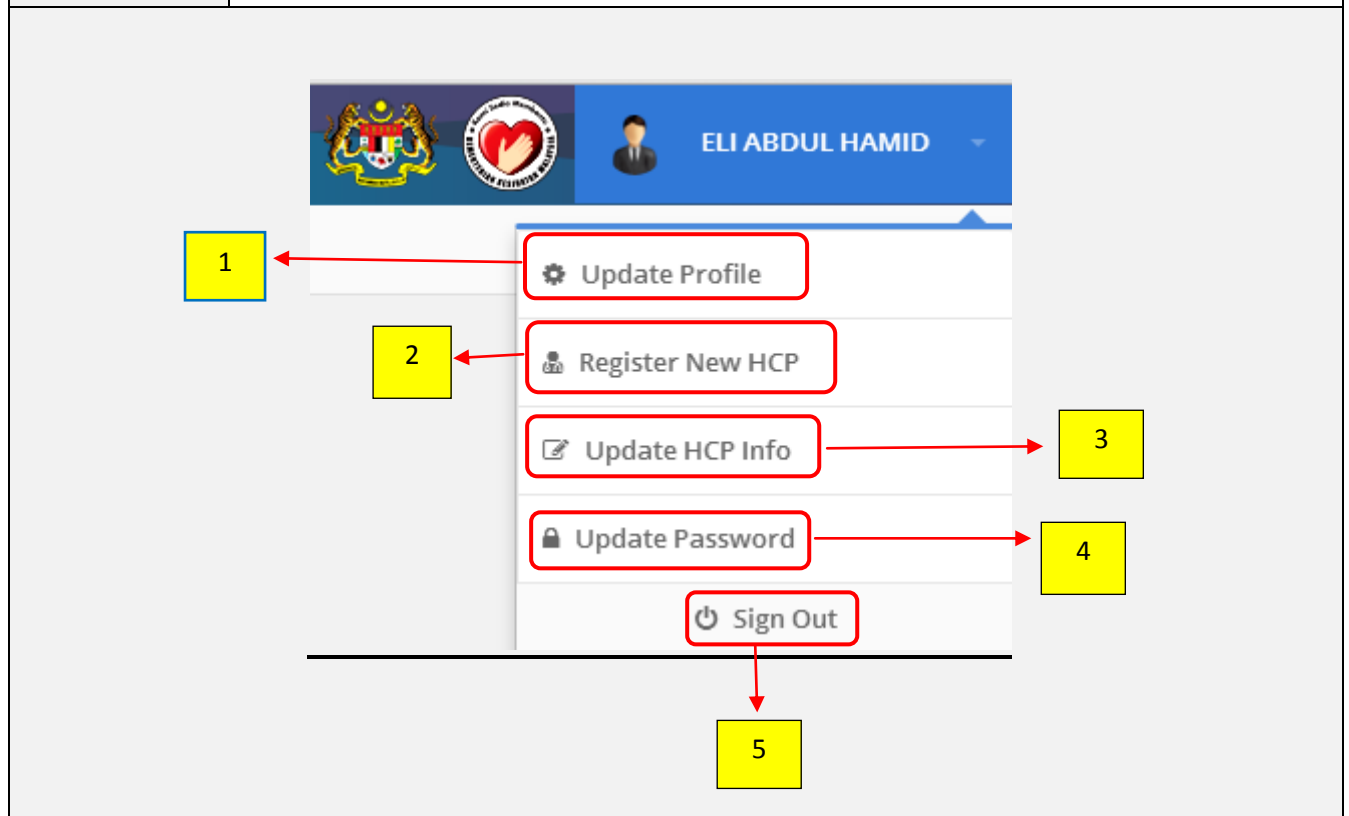 ELI ABDUL HAMID
1
Update Profile
2
Register New HCP
Update HCP Info
3
Update Password
4
Sign Out
5